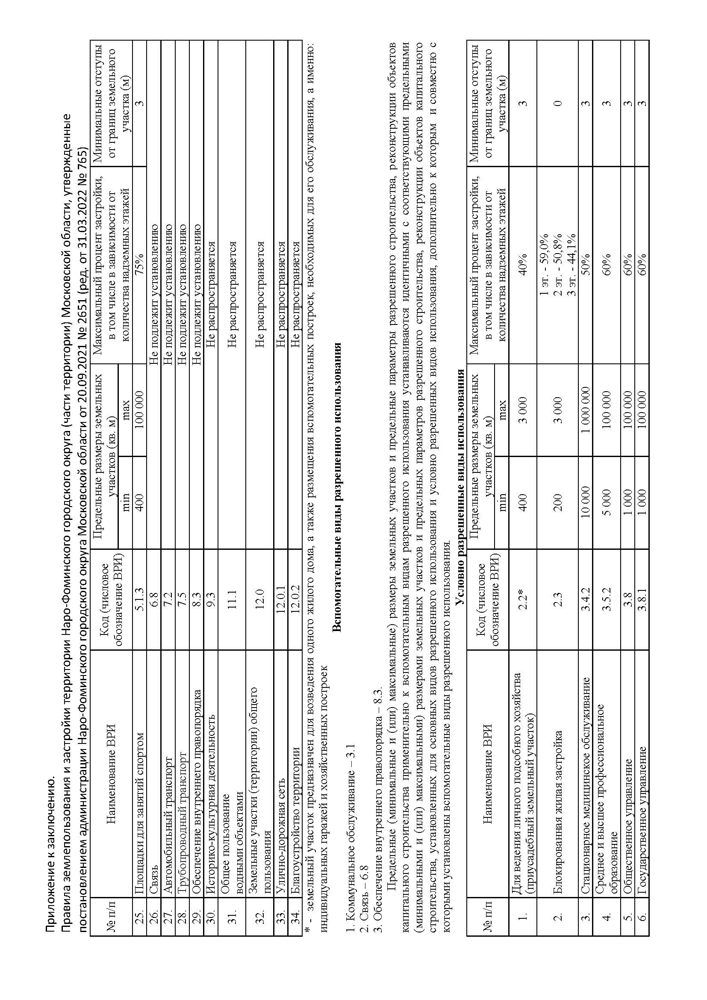 Приложение к заключению.
Правила землепользования и застройки территории Наро-Фоминского городского округа (части территории) Московской области, утвержденные
постановлением администрации Наро-Фоминского городского округа Московской области от 20.09.2021 № 2651 (ред. от 31.03.2022 № 765)
№ п/п
Наименование ВРИ
Код (числовое
обозначение ВРИ)
Предельные размеры земельных
участков (кв. м)
min
max
Максимальный процент застройки,
в том числе в зависимости от
количества надземных этажей
Минимальные отступы
от границ земельного
участка (м)
25. Площадки для занятий спортом 5.1.3 400 100 000 75% 3
26. Связь 6.8 Не подлежит установлению
27. Автомобильный транспорт 7.2 Не подлежит установлению
28. Трубопроводный транспорт 7.5 Не подлежит установлению
29. Обеспечение внутреннего правопорядка 8.3 Не подлежит установлению
30. Историко-культурная деятельность 9.3 Не распространяется
31. Общее пользование
водными объектами 11.1 Не распространяется
32. Земельные участки (территории) общего
пользования 12.0 Не распространяется
33. Улично-дорожная сеть 12.0.1 Не распространяется
34. Благоустройство территории 12.0.2 Не распространяется
* - земельный участок предназначен для возведения одного жилого дома, а также размещения вспомогательных построек, необходимых для его обслуживания, а именно:
индивидуальных гаражей и хозяйственных построек
Вспомогательные виды разрешенного использования
1. Коммунальное обслуживание – 3.1
2. Связь – 6.8
3. Обеспечение внутреннего правопорядка – 8.3.
Предельные (минимальные и (или) максимальные) размеры земельных участков и предельные параметры разрешенного строительства, реконструкции объектов
капитального строительства применительно к вспомогательным видам разрешенного использования устанавливаются идентичными с соответствующими предельными
(минимальными и (или) максимальными) размерами земельных участков и предельных параметров разрешенного строительства, реконструкции объектов капитального
строительства, установленных для основных видов разрешенного использования и условно разрешенных видов использования, дополнительно к которым и совместно с
которыми установлены вспомогательные виды разрешенного использования.
Условно разрешенные виды использования
№ п/п
Наименование ВРИ
Код (числовое
обозначение ВРИ)
Предельные размеры земельных
участков (кв. м)
min
max
Максимальный процент застройки,
в том числе в зависимости от
количества надземных этажей
Минимальные отступы
от границ земельного
участка (м)
1. Для ведения личного подсобного хозяйства
(приусадебный земельный участок) 2.2* 400 3 000 40% 3
2. Блокированная жилая застройка 2.3 200 3 000 1 эт. - 59,0%
2 эт. - 50,8%
3 эт. - 44,1% 0
3. Стационарное медицинское обслуживание 3.4.2 10 000 1 000 000 50% 3
4. Среднее и высшее профессиональное
образование 3.5.2 5 000 100 000 60% 3
5. Общественное управление 3.8 1 000 100 000 60% 3
6. Государственное управление 3.8.1 1 000 100 000 60% 3